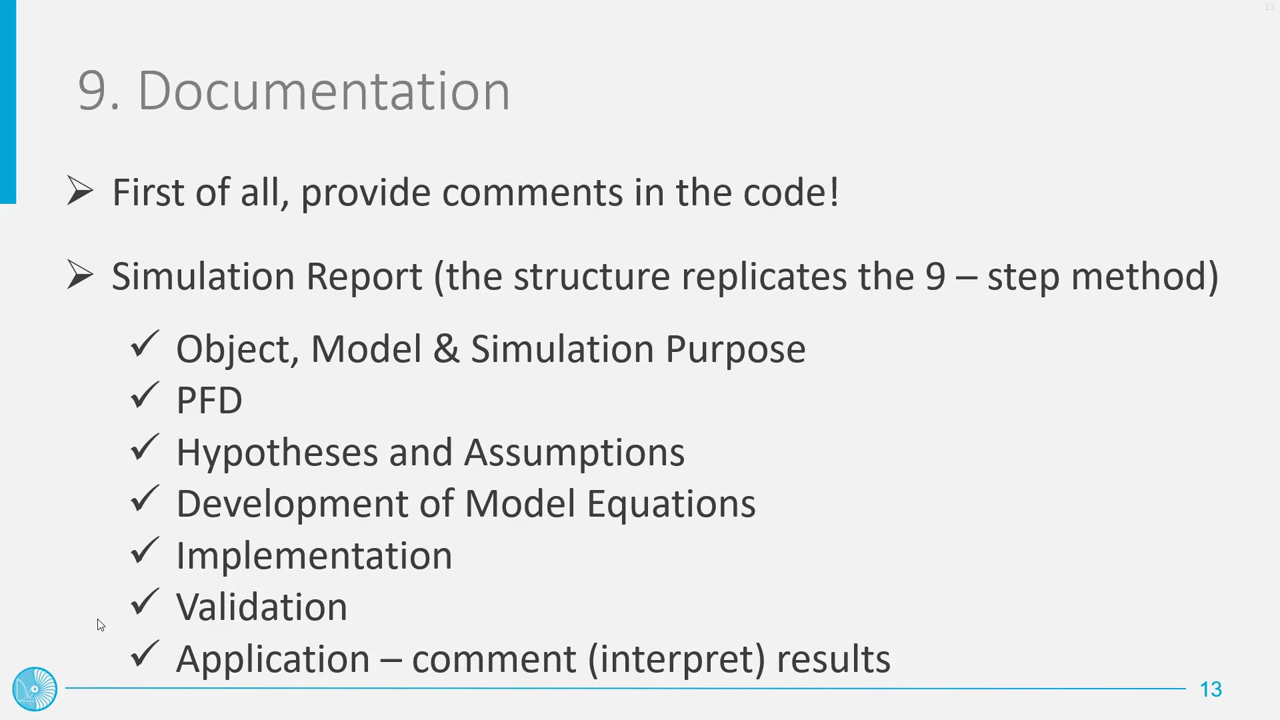 13
9. Documentation
➢ First of all, provide comments in the code!
➢ Simulation Report (the structure replicates the 9 – step method)
✓ Object, Model & Simulation Purpose
✓ PFD
✓ Hypotheses and Assumptions
✓ Development of Model Equations
✓ Implementation
✓ Validation
✓ Application – comment (interpret) results
13